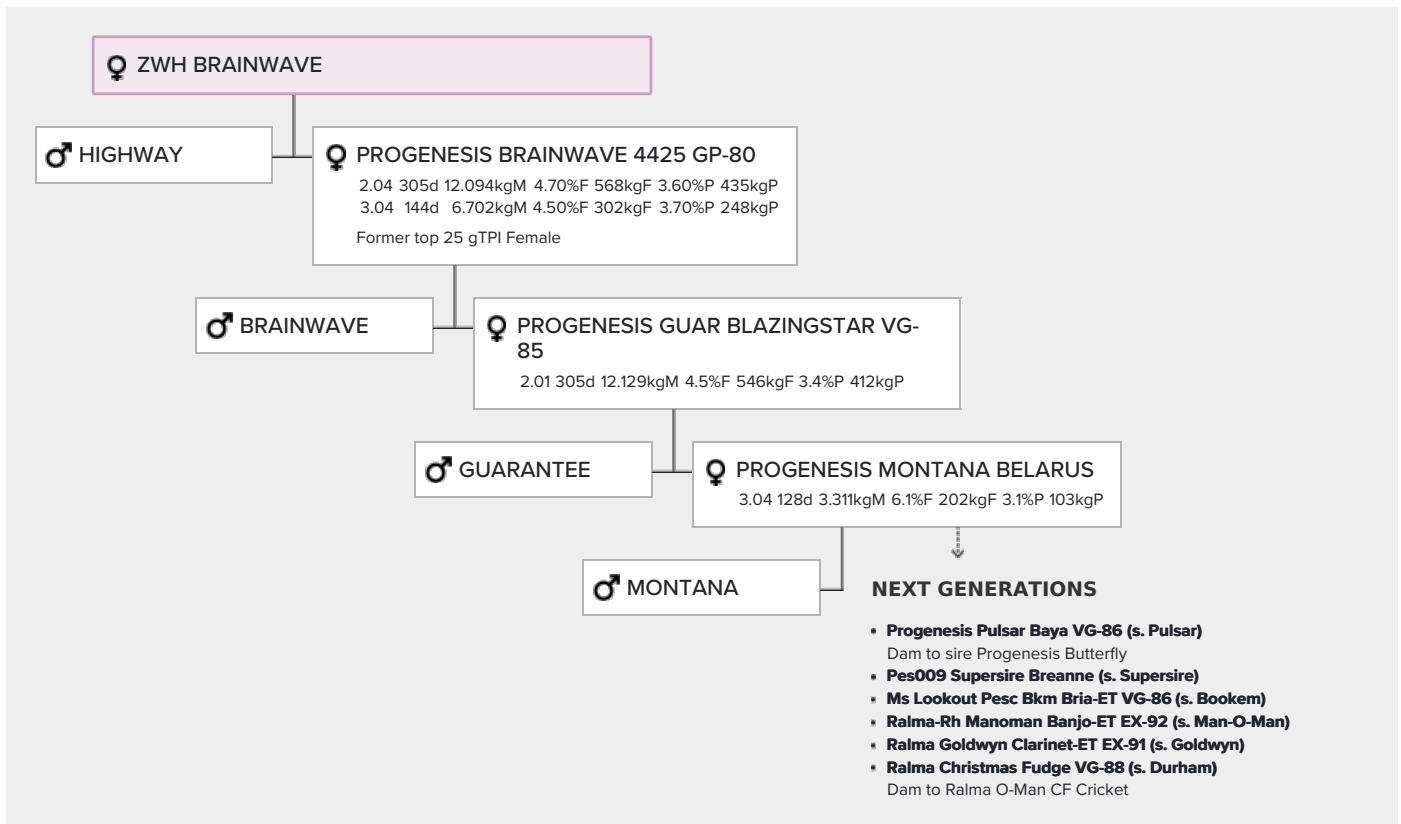 ZWH BRAINWAVE
HIGHWAY
PROGENESIS BRAINWAVE 4425 GP-80
2.04 305d 12.094kgM 4.70%F 568kgF 3.60%P 435kgP
3.04 144d 6.702kgM 4.50%F 302kgF 3.70%P 248kgP
Former top 25 gTPI Female
BRAINWAVE
PROGENESIS GUAR BLAZINGSTAR VG-
85
2.01 305d 12.129kgM 4.5%F 546kgF 3.4%P 412kgP
GUARANTEE
PROGENESIS MONTANA BELARUS
3.04 128d 3.311kgM 6.1%F 202kgF 3.1%P 103kgP
MONTANA
NEXT GENERATIONS
Progenesis Pulsar Baya VG-86 (s. Pulsar)
Dam to sire Progenesis Butterfly
Pes009 Supersire Breanne (s. Supersire)
Ms Lookout Pesc Bkm Bria-ET VG-86 (s. Bookem)
Ralma-Rh Manoman Banjo-ET EX-92 (s. Man-O-Man)
Ralma Goldwyn Clarinet-ET EX-91 (s. Goldwyn)
Ralma Christmas Fudge VG-88 (s. Durham)
Dam to Ralma O-Man CF Cricket